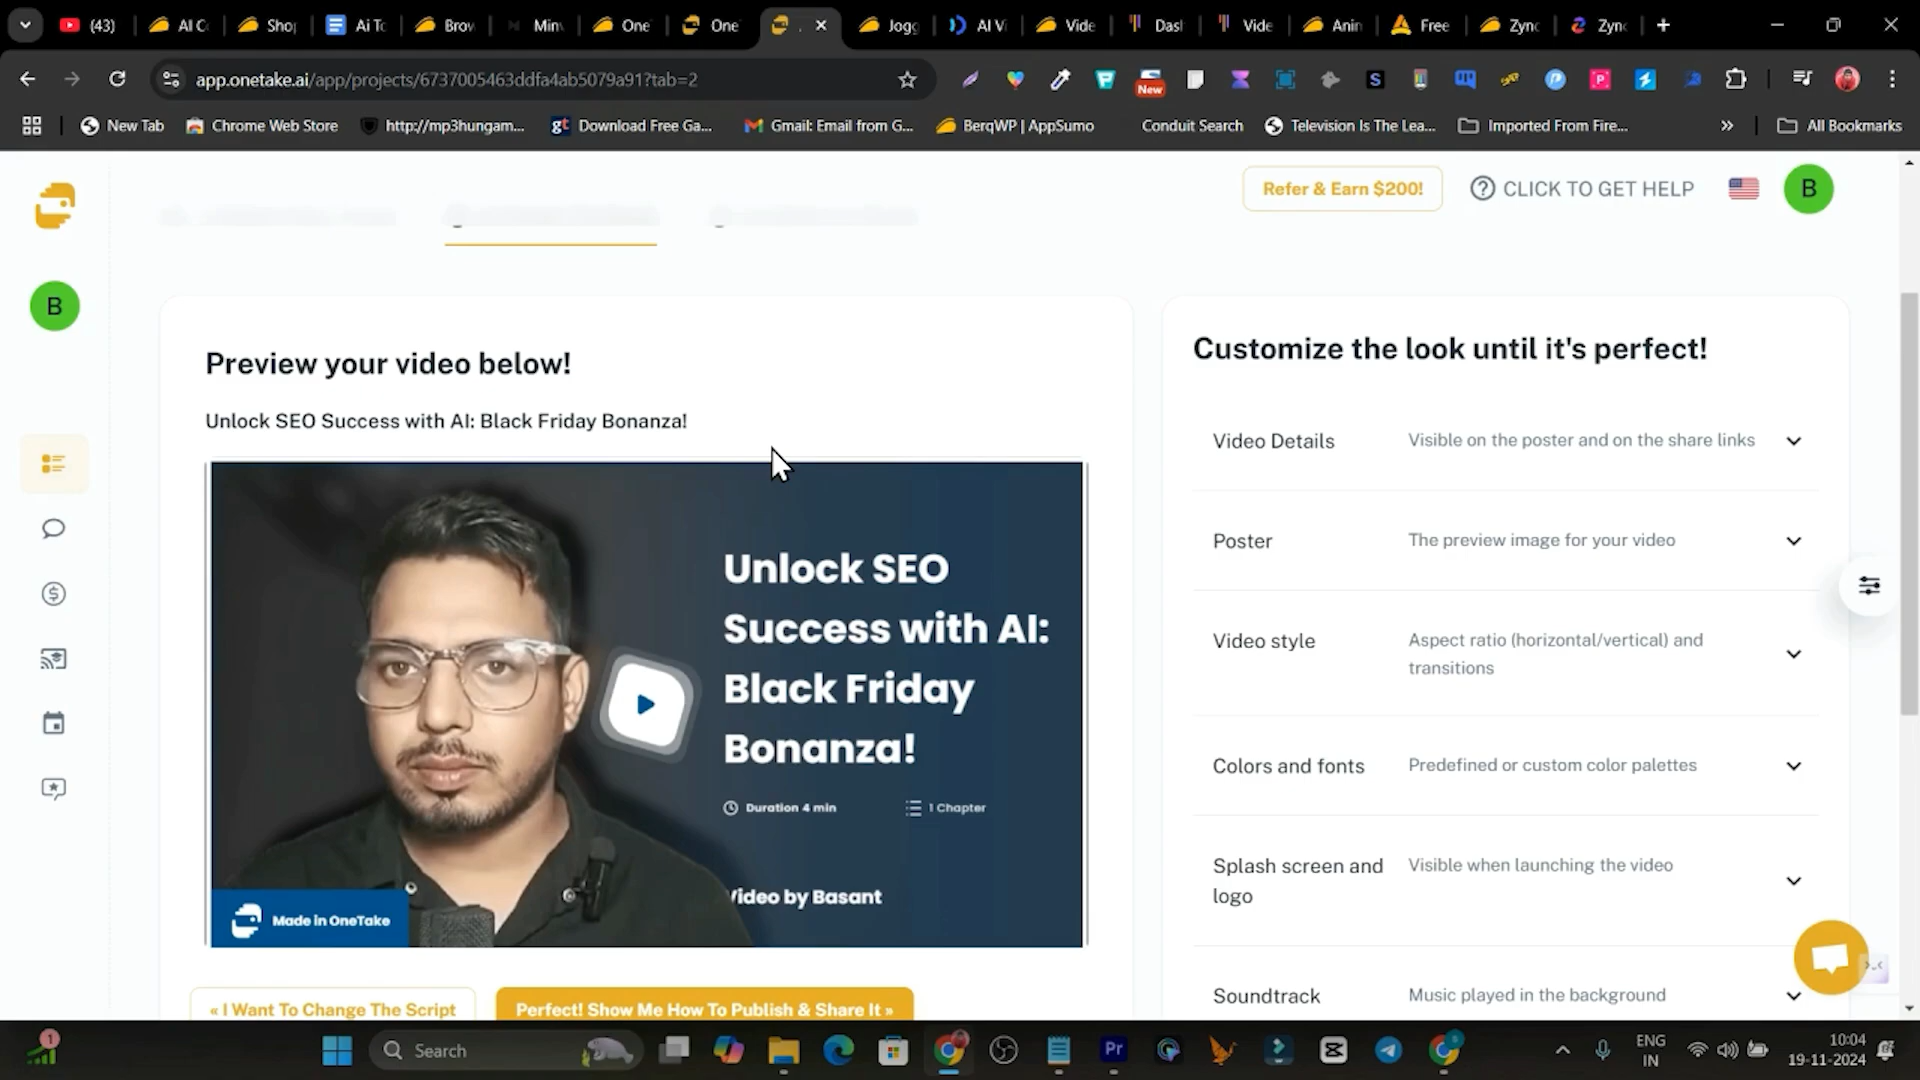 (43)
AI C
Shop
Ai To
Brow
Minv
One
One
Jogg
AI Vi
Vide
Dash
Vide
Anin
Free
Zync
Zync
app.onetake.ai/app/projects/6737005463ddfa4ab5079a91?tab=2
New
New Tab
Chrome Web Store
http://mp3hungam...
Download Free Ga...
Gmail: Email from G...
BerqWP | AppSumo
Conduit Search
Television Is The Lea...
Imported From Fire...
All Bookmarks
Refer & Earn $200!
CLICK TO GET HELP
B
B
Preview your video below!
Unlock SEO Success with AI: Black Friday Bonanza!
Unlock SEO
Success with AI:
Black Friday
Bonanza!
Duration 4 min
1 Chapter
Video by Basant
Made in OneTake
« I Want To Change The Script
Perfect! Show Me How To Publish & Share It »
Customize the look until it's perfect!
Video Details
Visible on the poster and on the share links
Poster
The preview image for your video
Video style
Aspect ratio (horizontal/vertical) and
transitions
Colors and fonts
Predefined or custom color palettes
Splash screen and
logo
Visible when launching the video
Soundtrack
Music played in the background
1
Search
Pr
ENG
IN
10:04
19-11-2024